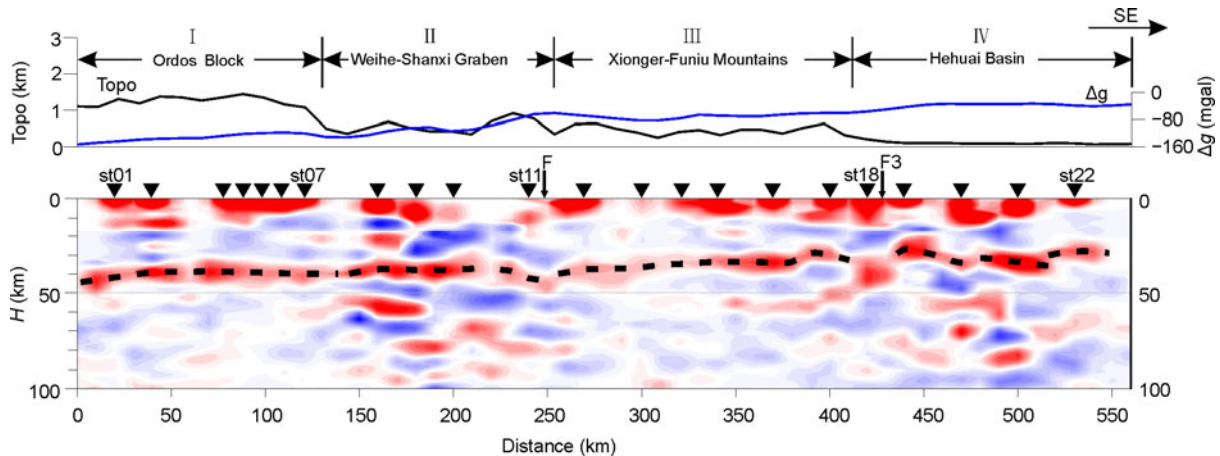 SE
I II III IV
Ordos Block Weihe-Shanxi Graben Xionger-Funiu Mountains Hehuai Basin
Topo (km)
3
2
1
0
Topo
Δg
0
−80
−160
Δg (mgal)
st01 st07 st11 F st18 F3 st22
H (km)
0
50
100
0
50
100
0 50 100 150 200 250 300 350 400 450 500 550
Distance (km)